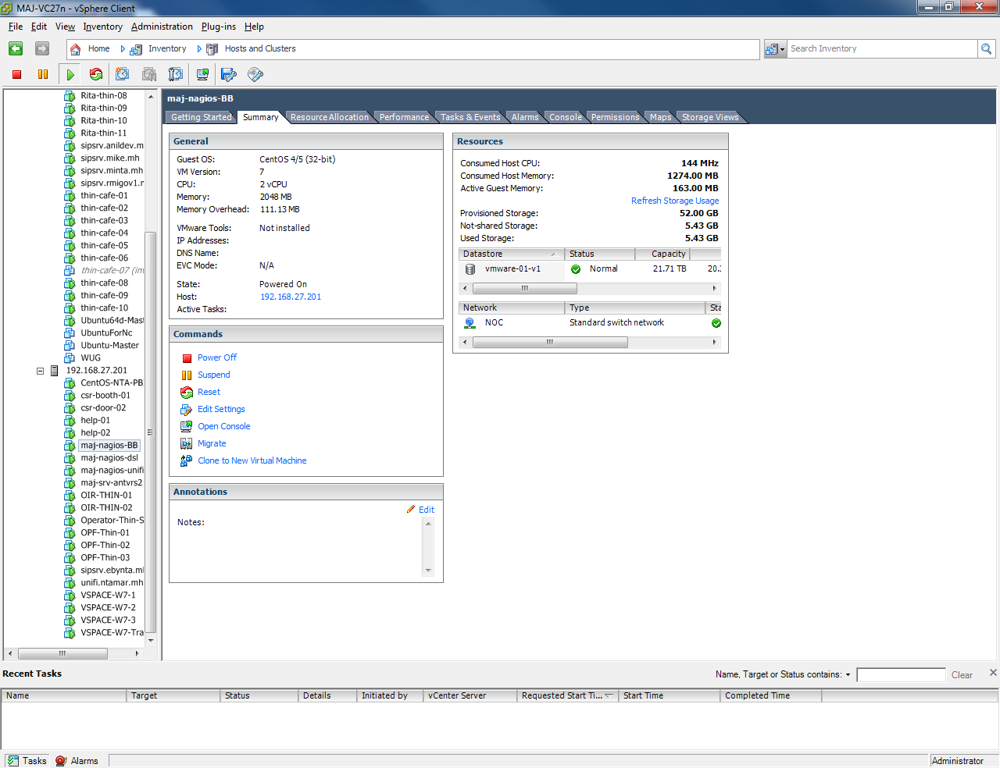 MAJ-VC27n - vSphere Client
File Edit View Inventory Administration Plug-ins Help
Home Inventory Hosts and Clusters
Search Inventory
Rita-thin-08
Rita-thin-09
Rita-thin-10
Rita-thin-11
sipsrv.anildev.m
sipsrv.mike.mh
sipsrv.minta.mh
sipsrv.rmigov1.r
thin-cafe-01
thin-cafe-02
thin-cafe-03
thin-cafe-04
thin-cafe-05
thin-cafe-06
thin-cafe-07 (in
thin-cafe-08
thin-cafe-09
thin-cafe-10
Ubuntu64d-Mas
UbuntuForNc
Ubuntu-Master
WUG
192.168.27.201
CentOS-NTA-PB
csr-booth-01
csr-door-02
help-01
help-02
maj-nagios-BB
maj-nagios-dsl
maj-nagios-unifi
maj-srv-antvrs2
OIR-THIN-01
OIR-THIN-02
Operator-Thin-S
OPF-Thin-01
OPF-Thin-02
OPF-Thin-03
sipsrv.ebynta.m
unifi.ntamar.mh
VSPACE-W7-1
VSPACE-W7-2
VSPACE-W7-3
VSPACE-W7-Tra
maj-nagios-BB
Getting Started Summary Resource Allocation Performance Tasks & Events Alarms Console Permissions Maps Storage Views
General
Guest OS: CentOS 4/5 (32-bit)
VM Version: 7
CPU: 2 vCPU
Memory: 2048 MB
Memory Overhead: 111.13 MB
VMware Tools: Not installed
IP Addresses:
DNS Name:
EVC Mode: N/A
State: Powered On
Host: 192.168.27.201
Active Tasks:
Commands
Power Off
Suspend
Reset
Edit Settings
Open Console
Migrate
Clone to New Virtual Machine
Annotations
Edit
Notes:
Resources
Consumed Host CPU: 144 MHz
Consumed Host Memory: 1274.00 MB
Active Guest Memory: 163.00 MB
Refresh Storage Usage
Provisioned Storage: 52.00 GB
Not-shared Storage: 5.43 GB
Used Storage: 5.43 GB
Datastore Status Capacity
vmware-01-v1 Normal 21.71 TB 20.
Network Type Sta
NOC Standard switch network
Recent Tasks
Name, Target or Status contains: Clear
Name Target Status Details Initiated by vCenter Server Requested Start Ti... Start Time Completed Time
Tasks Alarms
Administrator